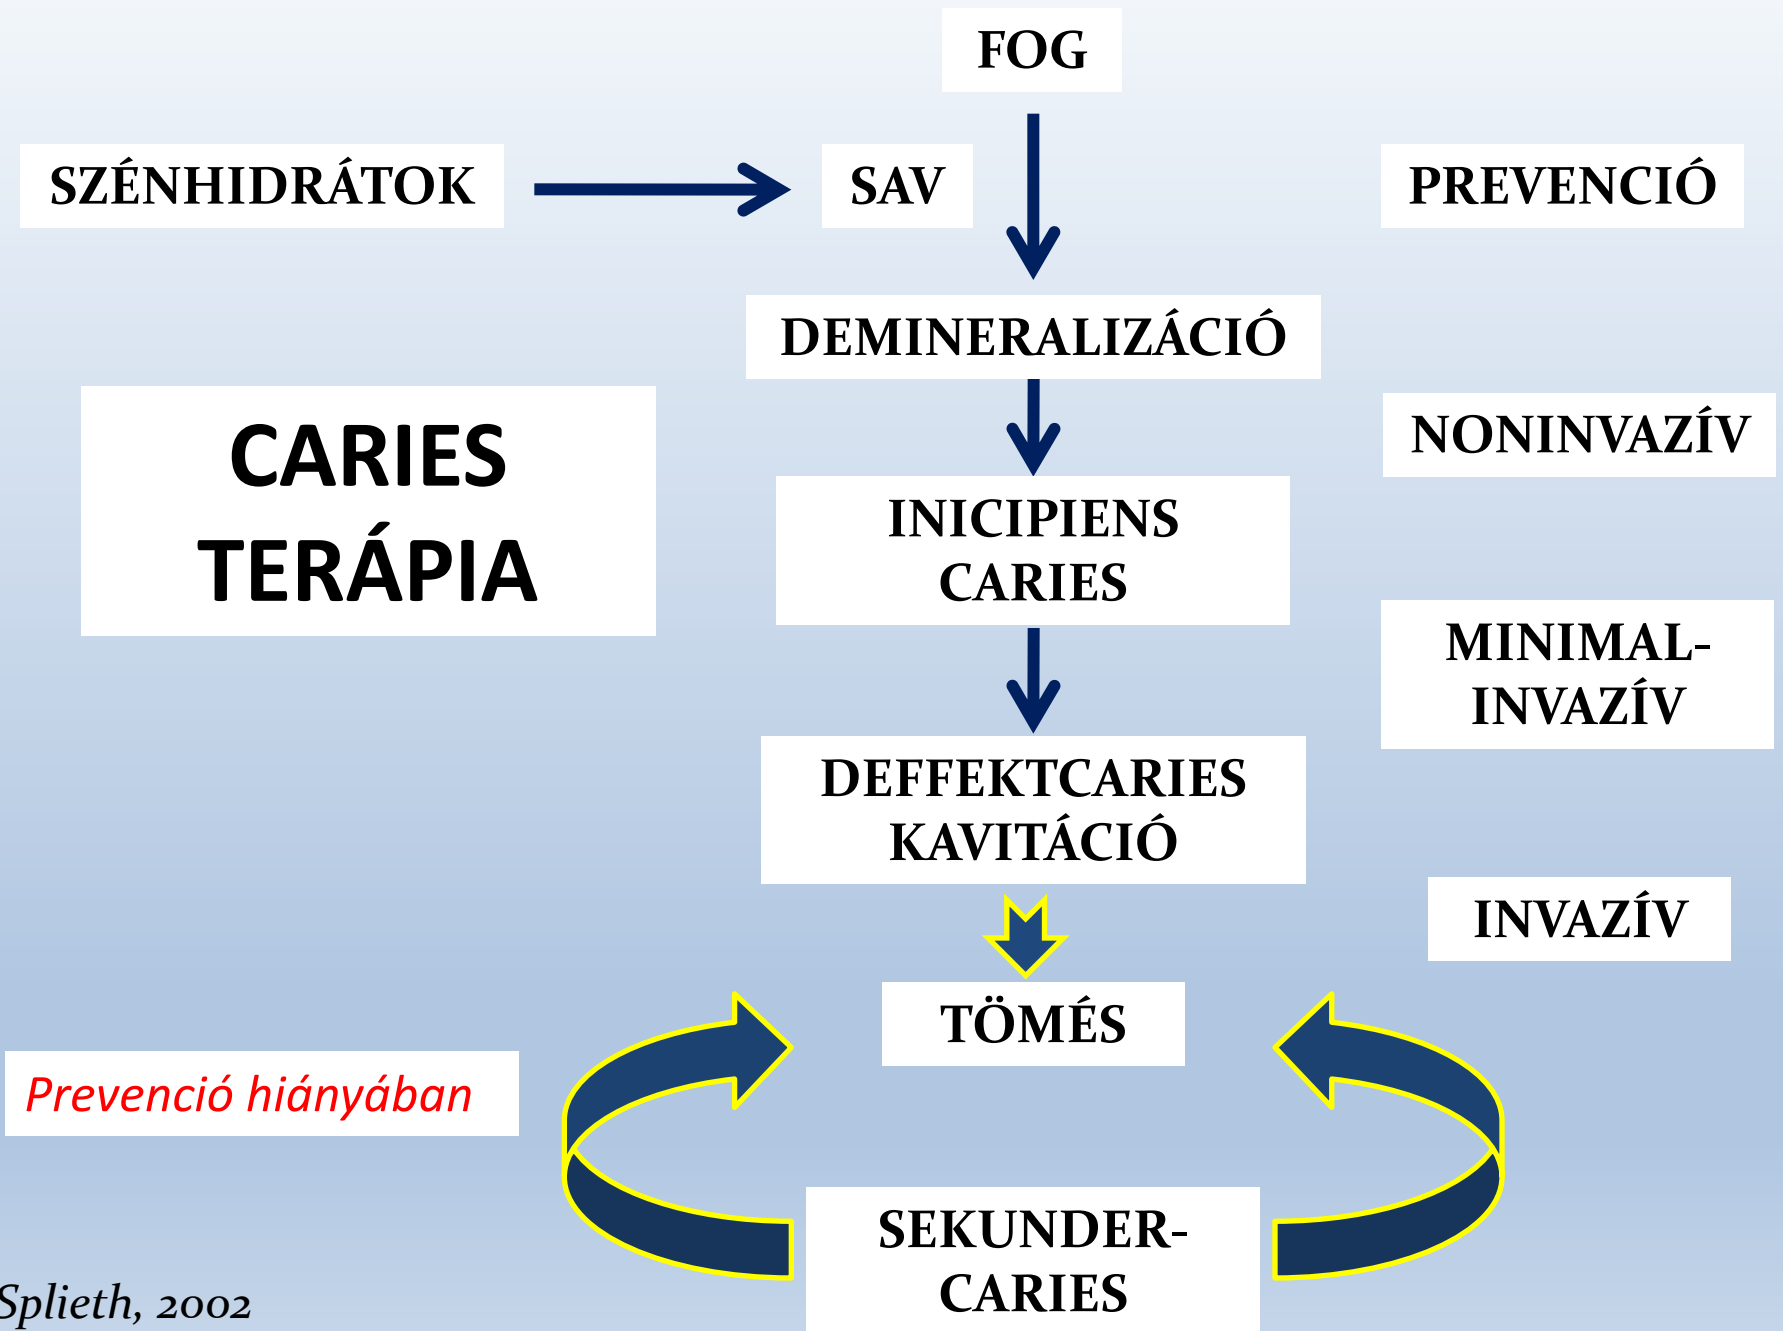 FOG
SZÉNHIDRÁTOK
SAV
PREVENCIÓ
DEMINERALIZÁCIÓ
CARIES
TERÁPIA
NONINVAZÍV
INICIPIENS
CARIES
MINIMAL-
INVAZÍV
DEFFEKTCARIES
KAVITÁCIÓ
INVAZÍV
TÖMÉS
Prevenció hiányában
SEKUNDER-
CARIES
Splieth, 2002